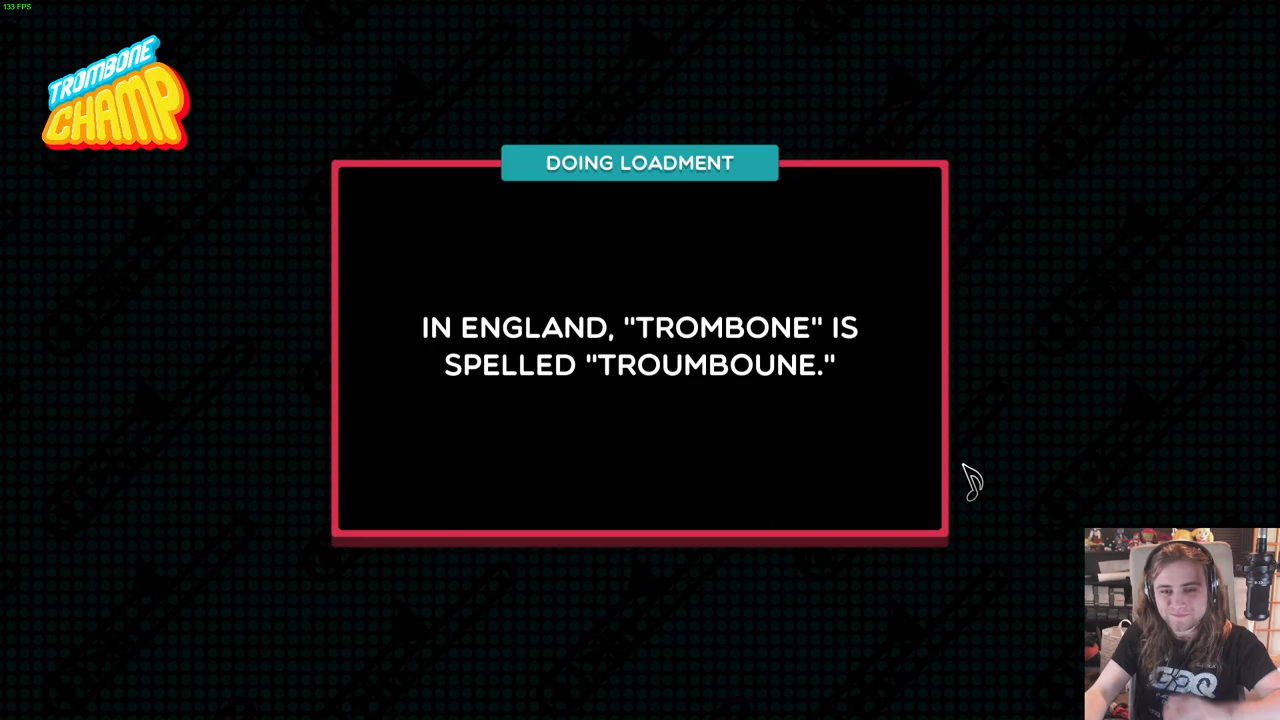 133 FPS
TROMBONE
CHAMP
DOING LOADMENT
IN ENGLAND, "TROMBONE" IS
SPELLED "TROUMBOUNE."